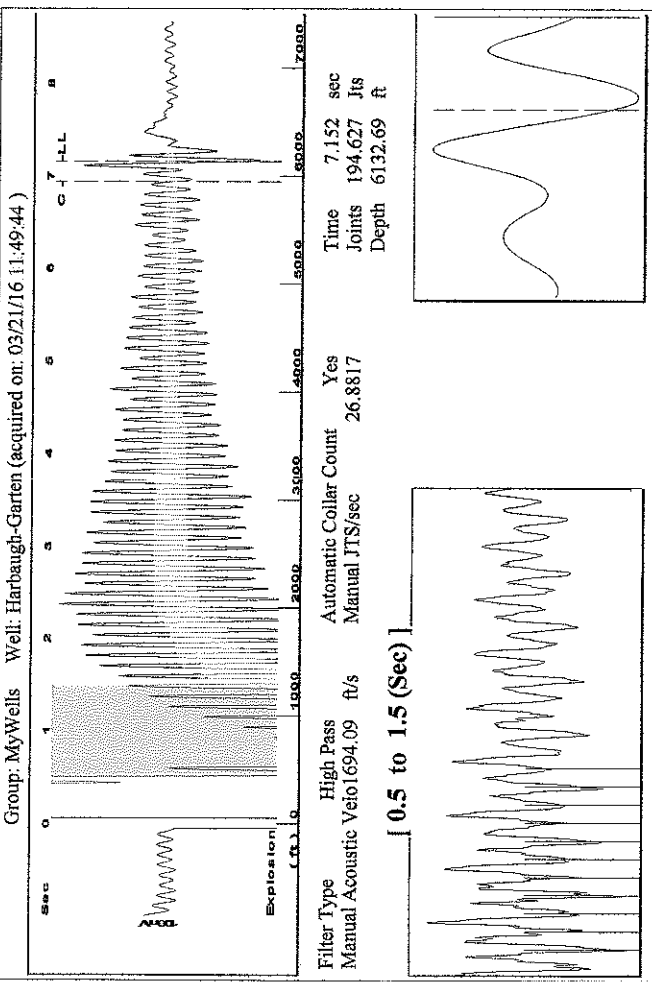 Group: MyWells Well: Harbaugh-Garten (acquired on: 03/21/16 11:49:44 )
Sec 0 1 2 3 4 5 6 7 8
C LL
Explosion
(ft) 0 1000 2000 3000 4000 5000 6000 7000
Filter Type High Pass Automatic Collar Count Yes Time 7.152 sec
Manual Acoustic Velo1694.09 ft/s Manual JTS/sec 26.8817 Joints 194.627 Jts
Depth 6132.69 ft
[ 0.5 to 1.5 (Sec) ]